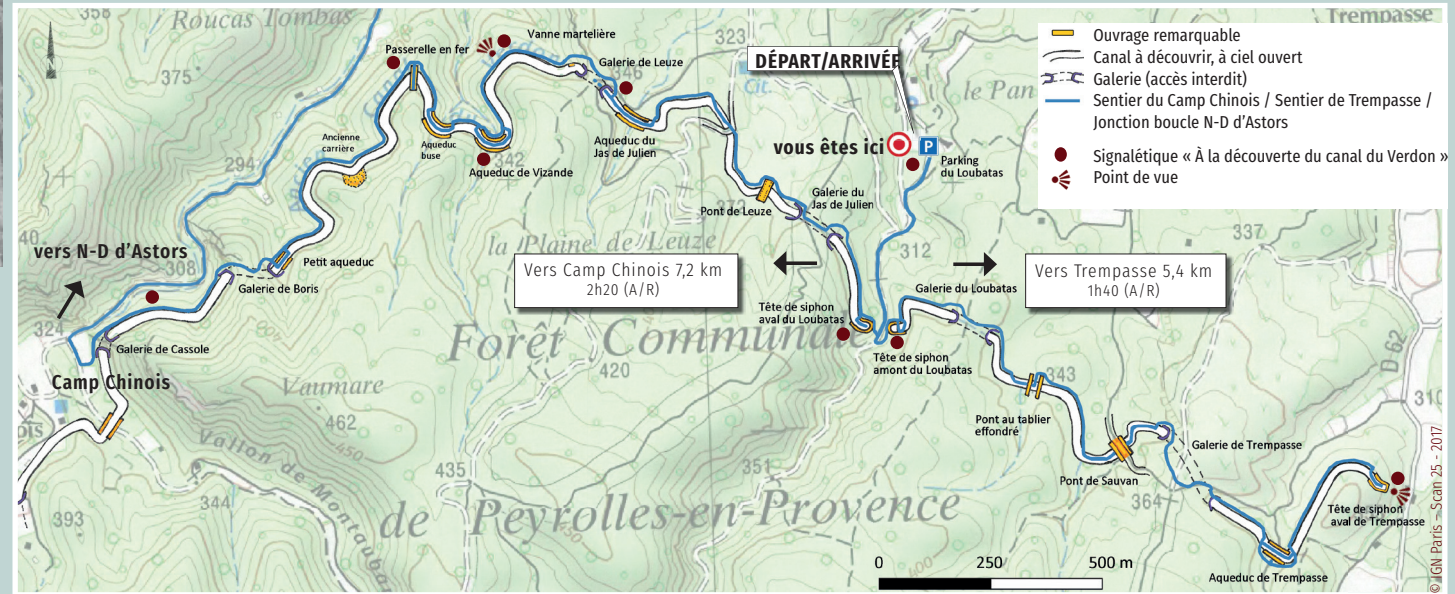 Roucas Tombas
375
323
Trempasse
Ouvrage remarquable
Canal à découvrir, à ciel ouvert
Galerie (accès interdit)
Sentier du Camp Chinois / Sentier de Trempasse /
Jonction boucle N-D d'Astors
Signalétique « À la découverte du canal du Verdon »
Point de vue
Passerelle en fer
Vanne martelière
Galerie de Leuze
346
DÉPART/ARRIVÉE
Cit.
le Pan
vous êtes ici
P
Parking
du Loubatas
Ancienne
carrière
Aqueduc
buse
342
Aqueduc de Vizande
Aqueduc du
Jas de Julien
294
Galerie du
Jas de Julien
Pont de Leuze
372
312
337
vers N-D d'Astors
308
Petit aqueduc
Galerie de Boris
la Plaine de Leuze
Vers Camp Chinois 7,2 km
2h20 (A/R)
Vers Trempasse 5,4 km
1h40 (A/R)
Galerie du Loubatas
Tête de siphon
aval du Loubatas
Tête de siphon
amont du Loubatas
324
Galerie de Cassole
Camp Chinois
Forêt Communale
420
Vaumare
462
450
343
D 62
310
Pont au tablier
effondré
Galerie de Trempasse
Pont de Sauvan
364
Vallon de Montauban
435
351
344
393
de Peyrolles-en-Provence
400
Tête de siphon
aval de Trempasse
Aqueduc de Trempasse
0 250 500 m
© IGN Paris - Scan 25 - 2017